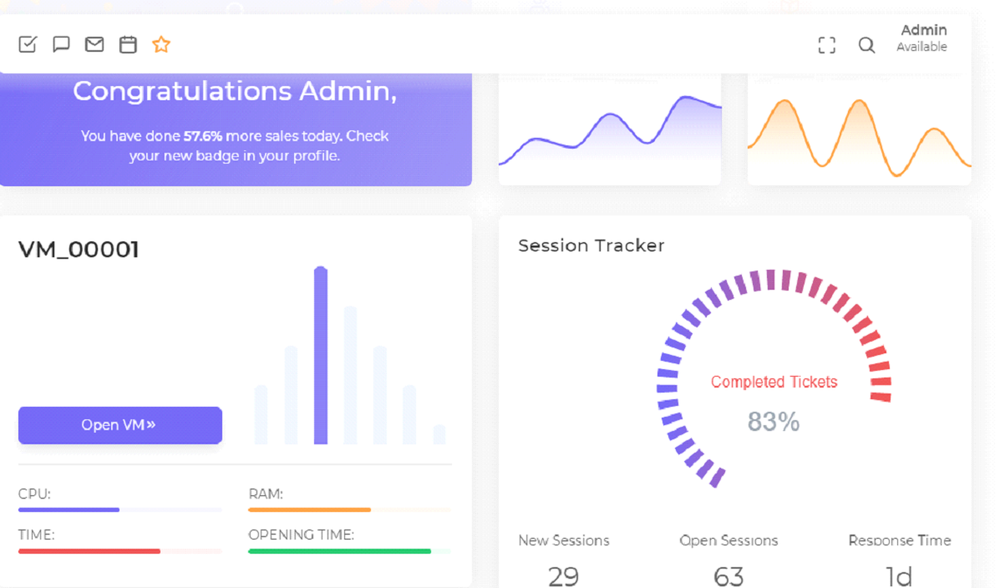 Admin
Available
Congratulations Admin,
You have done 57.6% more sales today. Check
your new badge in your profile.
VM_00001
Open VM»
CPU:
RAM:
TIME:
OPENING TIME:
Session Tracker
Completed Tickets
83%
New Sessions
Open Sessions
Response Time
29
63
1d